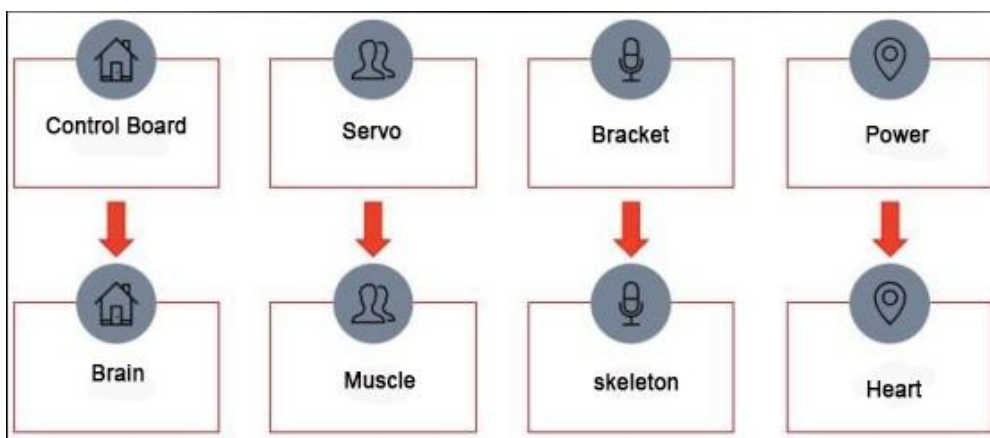 Control Board
Servo
Bracket
Power
Brain
Muscle
skeleton
Heart